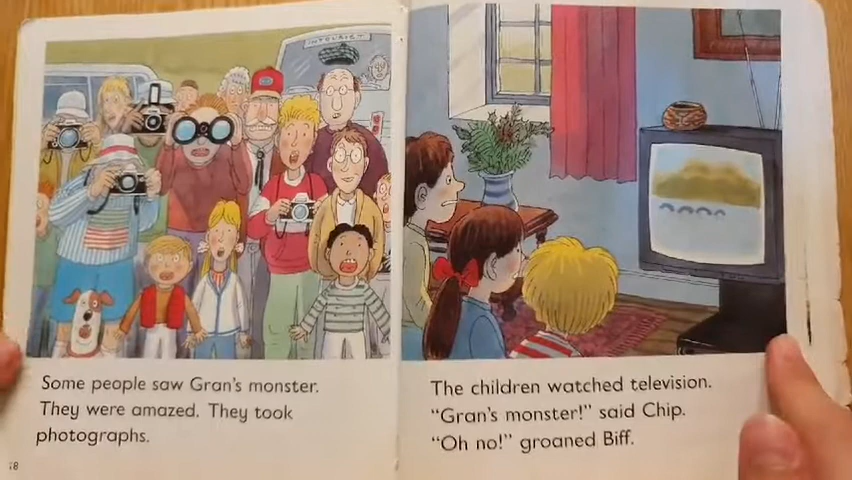 INTOURIST
Some people saw Gran's monster.
They were amazed. They took
photographs.
The children watched television.
"Gran's monster!" said Chip.
"Oh no!" groaned Biff.